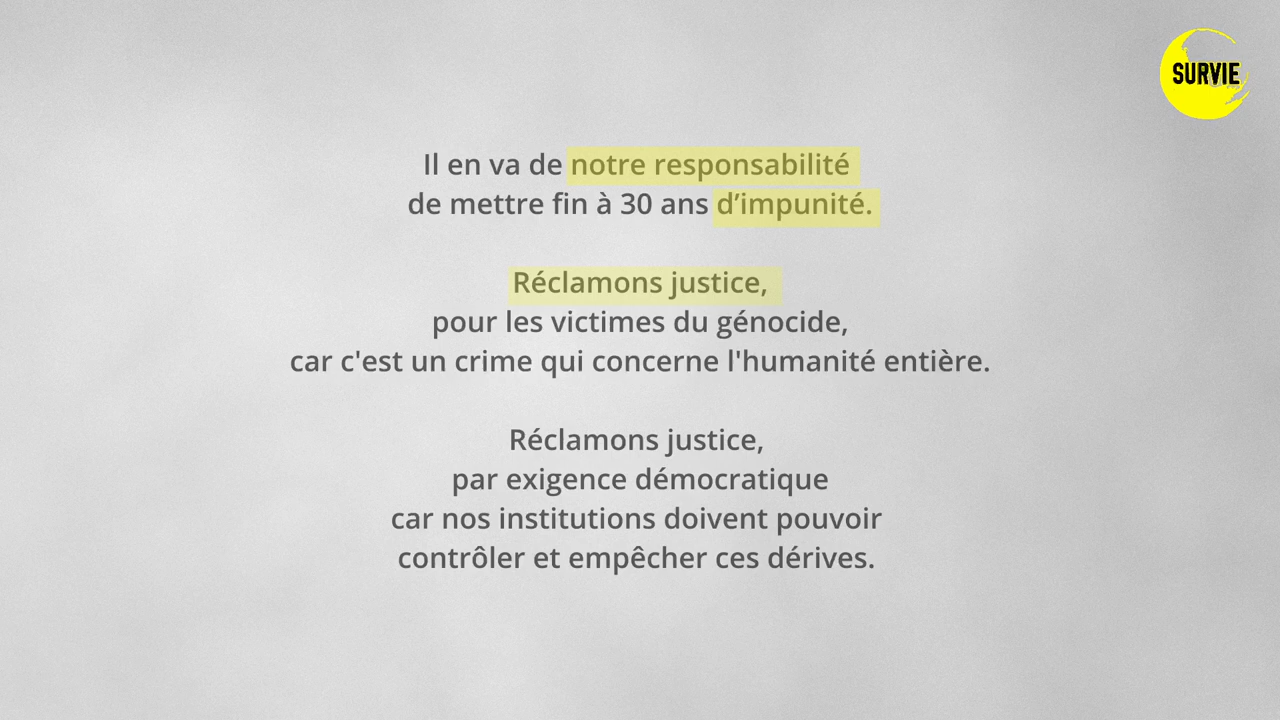 SURVIE
Il en va de notre responsabilité
de mettre fin à 30 ans d’impunité.
Réclamons justice,
pour les victimes du génocide,
car c'est un crime qui concerne l'humanité entière.
Réclamons justice,
par exigence démocratique
car nos institutions doivent pouvoir
contrôler et empêcher ces dérives.